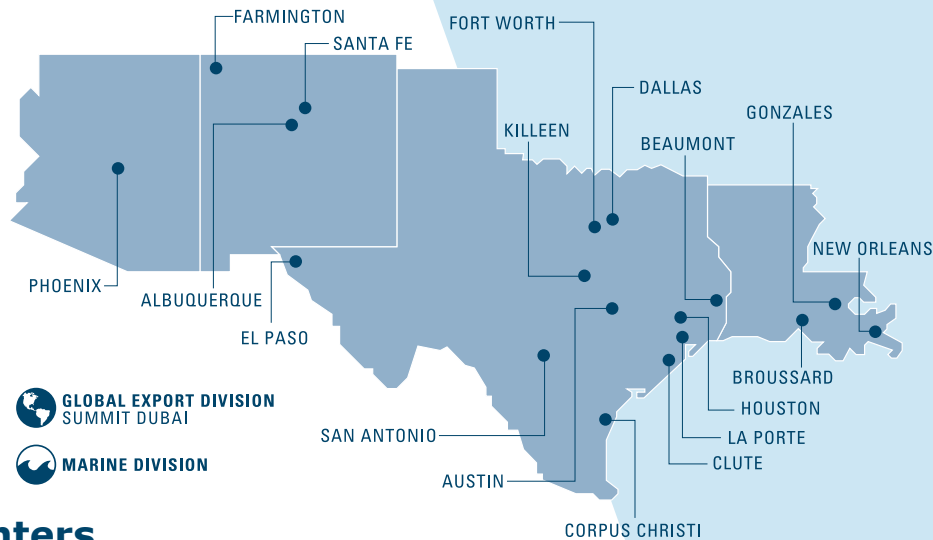 FARMINGTON
SANTA FE
FORT WORTH
DALLAS
GONZALES
KILLEEN
BEAUMONT
NEW ORLEANS
PHOENIX
ALBUQUERQUE
EL PASO
BROUSSARD
GLOBAL EXPORT DIVISION
SUMMIT DUBAI
HOUSTON
SAN ANTONIO
LA PORTE
MARINE DIVISION
CLUTE
AUSTIN
CORPUS CHRISTI
nters